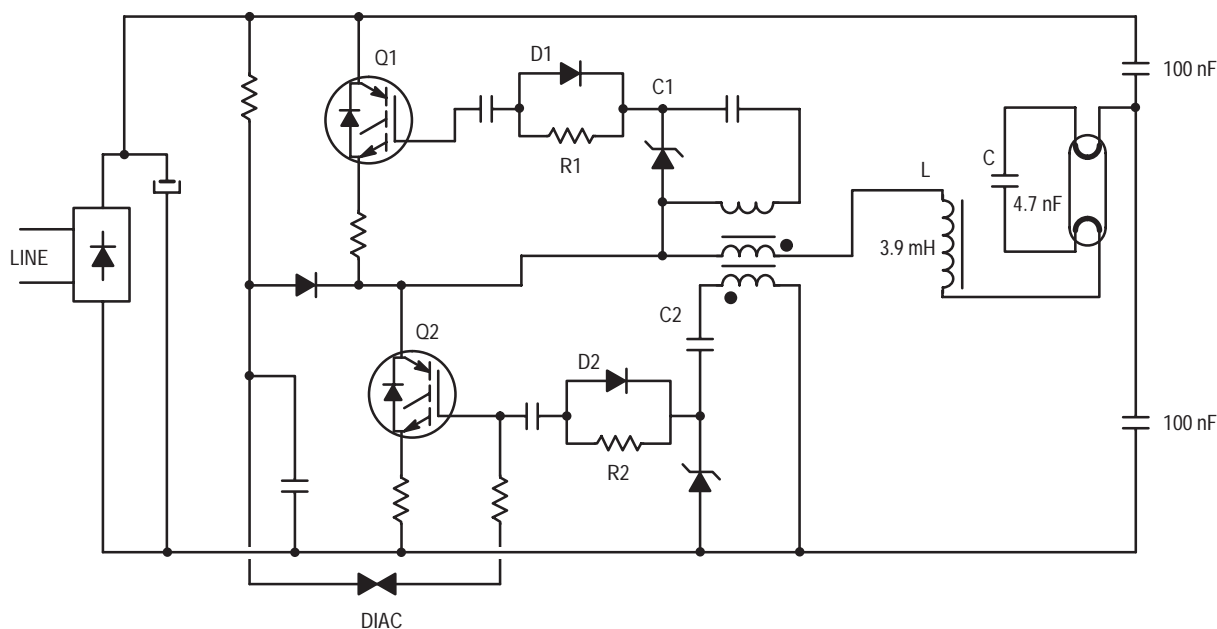 Q1
D1
C1
100 nF
R1
C
4.7 nF
L
LINE
3.9 mH
Q2
C2
D2
100 nF
R2
DIAC